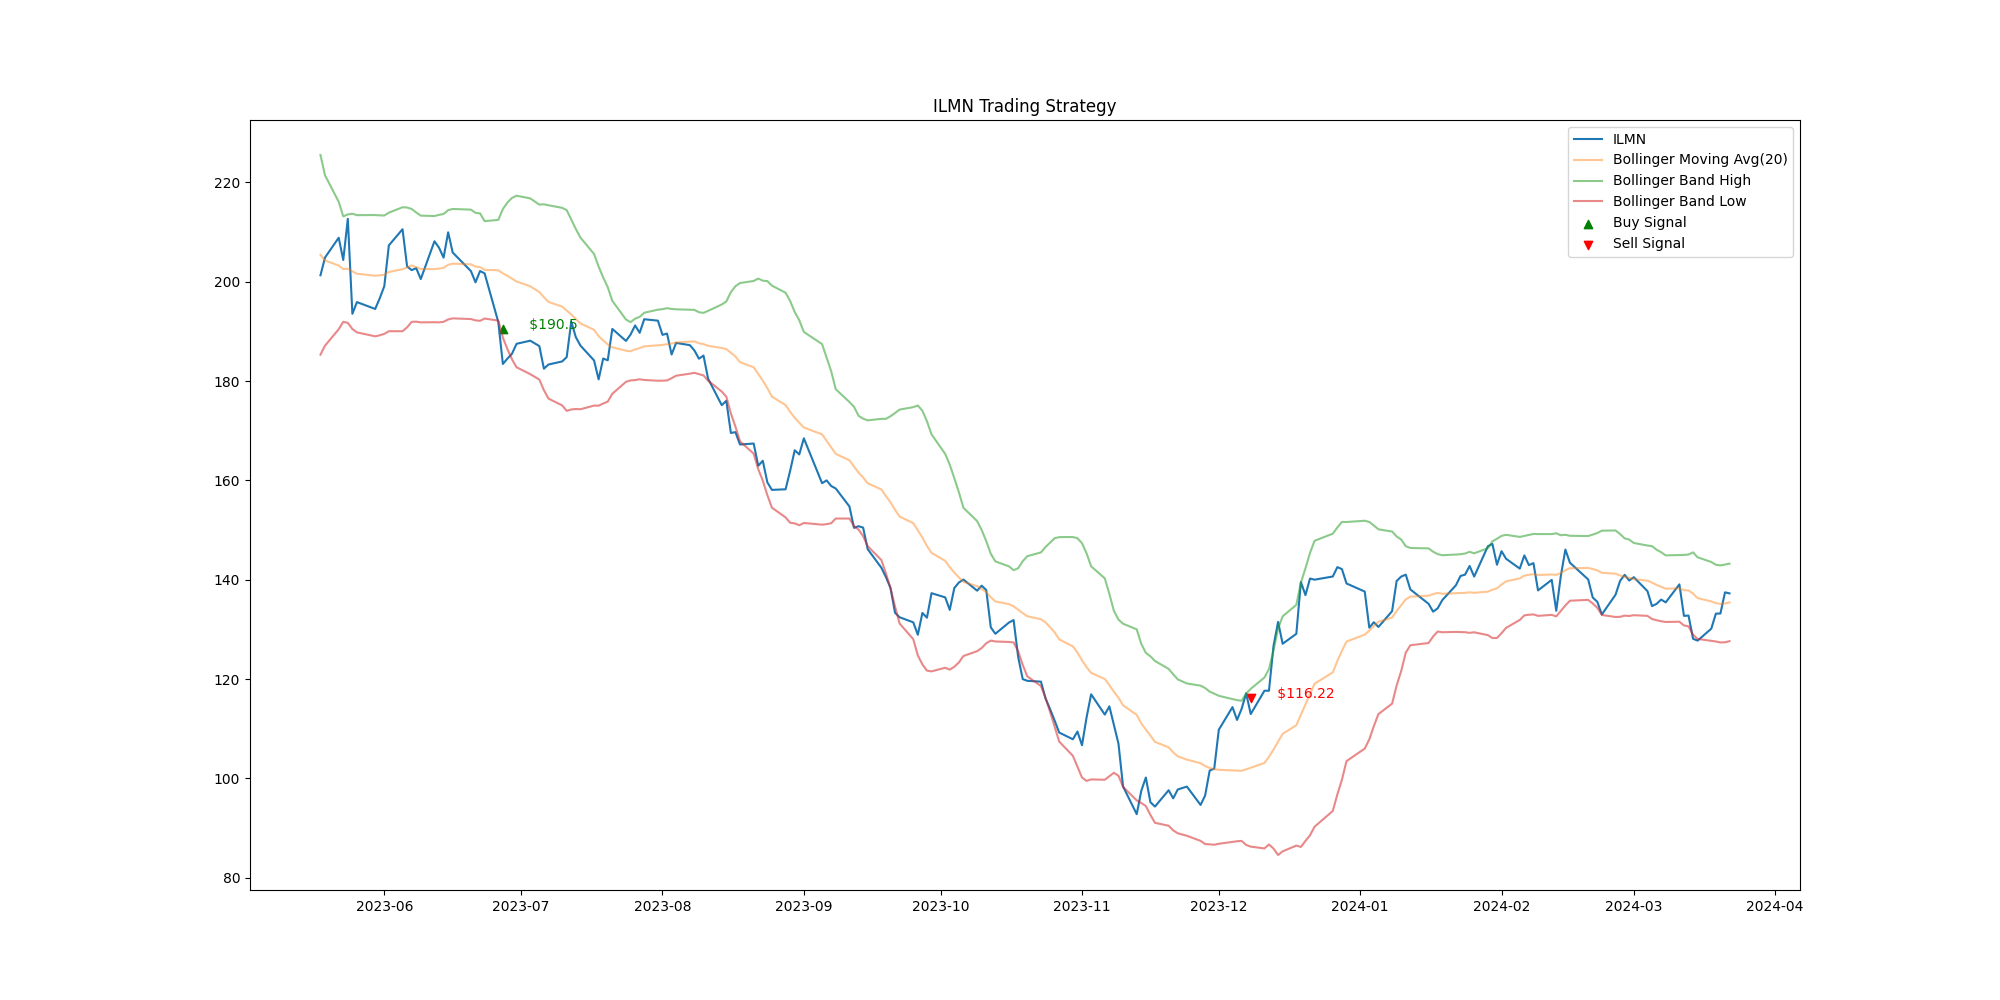 ILMN Trading Strategy
ILMN
Bollinger Moving Avg(20)
Bollinger Band High
Bollinger Band Low
Buy Signal
Sell Signal
220
200
180
160
140
120
100
80
$190.5
$116.22
2023-06 2023-07 2023-08 2023-09 2023-10 2023-11 2023-12 2024-01 2024-02 2024-03 2024-04